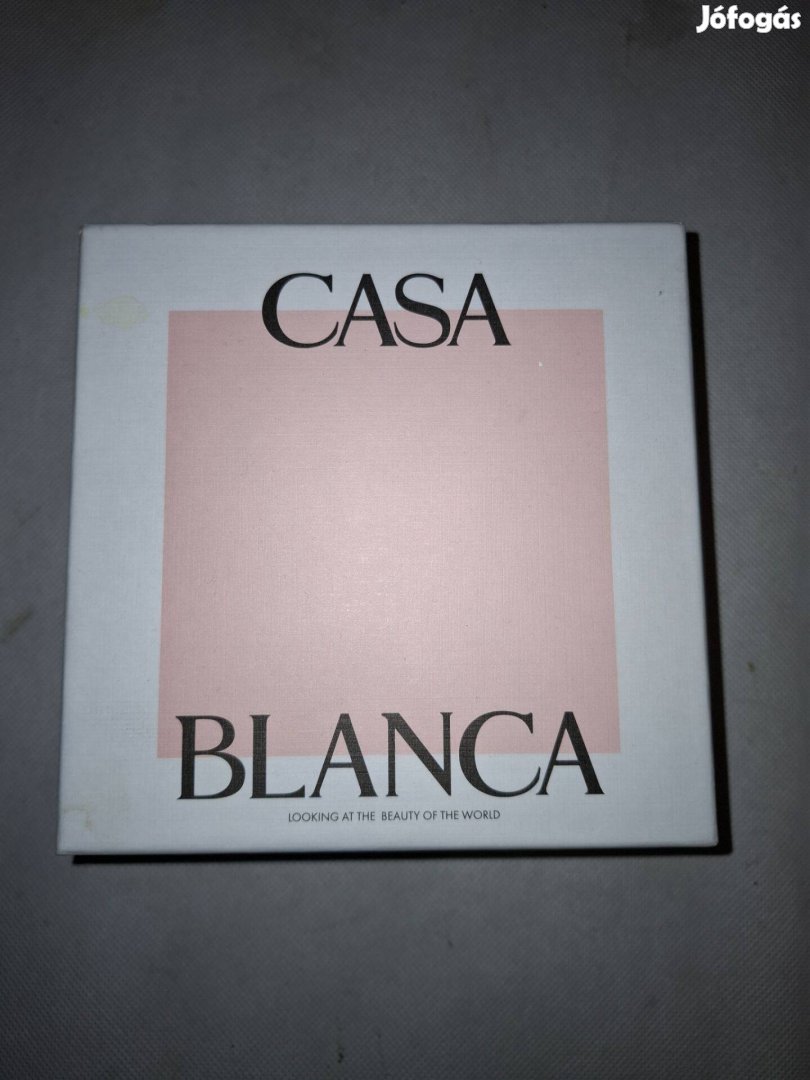 Jófogás
CASA
BLANCA
LOOKING AT THE BEAUTY OF THE WORLD